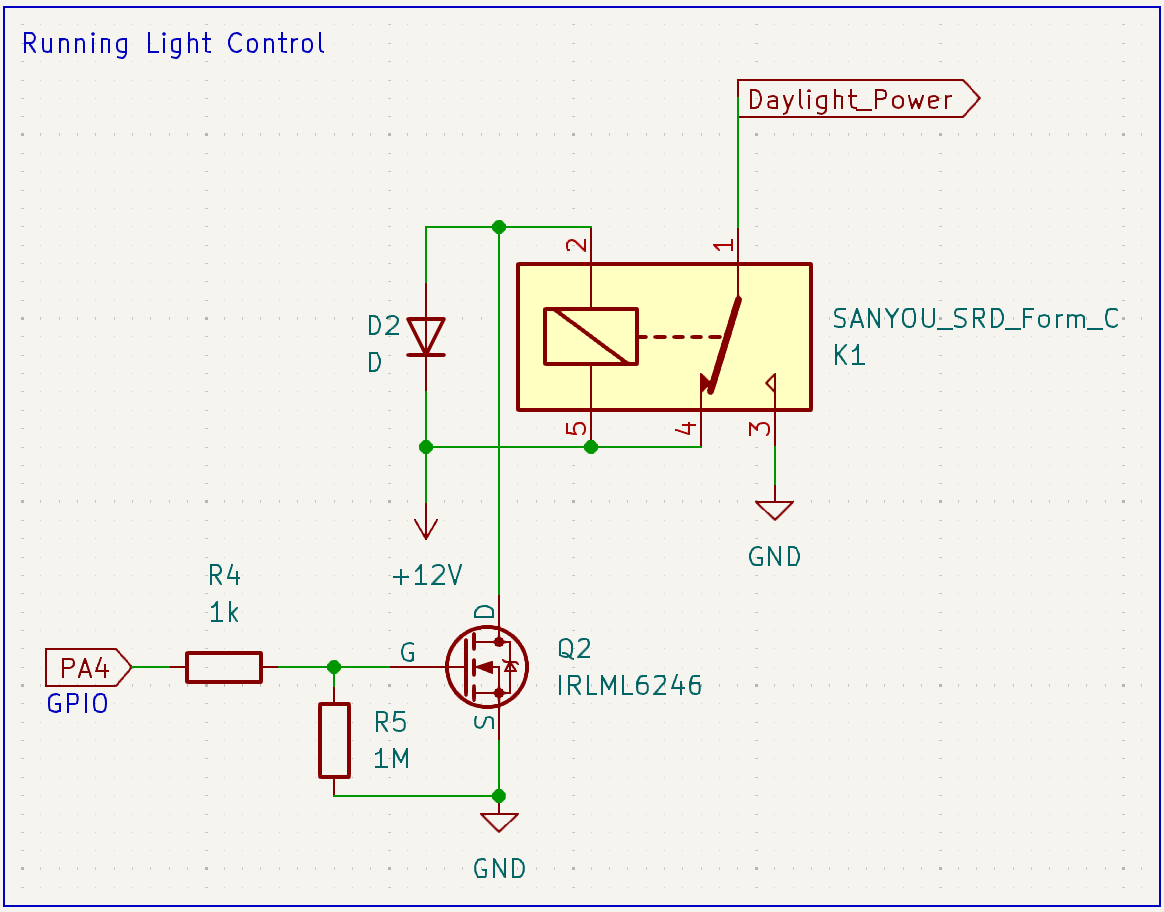 Running Light Control
Daylight_Power
2
1
D2
D
SANYOU_SRD_Form_C
K1
5
4
3
+12V
GND
R4
1k
D
G
S
Q2
IRLML6246
PA4
GPIO
R5
1M
GND